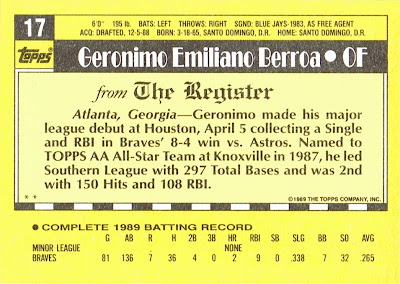 17
6'0" 195 lb. BATS: LEFT THROWS: RIGHT SGND: BLUE JAYS-1983, AS FREE AGENT
ACQ: DRAFTED, 12-5-88 BORN: 3-18-65, SANTO DOMINGO, D.R. HOME: SANTO DOMINGO, D.R.
Topps
Geronimo Emiliano Berroa • OF
from The Register
Atlanta, Georgia—Geronimo made his major
league debut at Houston, April 5 collecting a Single
and RBI in Braves' 8-4 win vs. Astros. Named to
TOPPS AA All-Star Team at Knoxville in 1987, he led
Southern League with 297 Total Bases and was 2nd
with 150 Hits and 108 RBI.
** ©1989 THE TOPPS COMPANY, INC.
• COMPLETE 1989 BATTING RECORD
G AB R H 2B 3B HR RBI SB SLG BB SO AVG
MINOR LEAGUE NONE
BRAVES 81 136 7 36 4 0 2 9 0 .338 7 32 .265